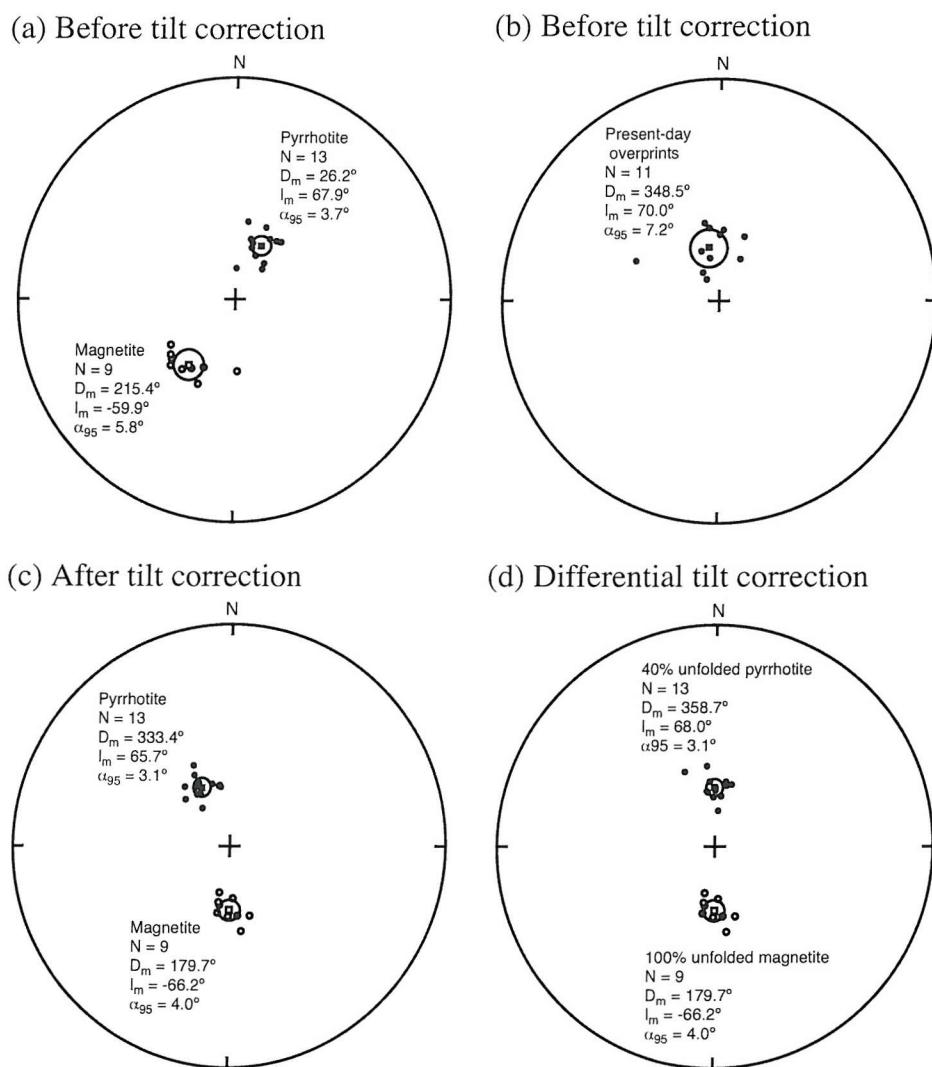 (a) Before tilt correction
N
Pyrrhotite
N = 13
Dm = 26.2°
Im = 67.9°
α95 = 3.7°
Magnetite
N = 9
Dm = 215.4°
Im = -59.9°
α95 = 5.8°
(b) Before tilt correction
N
Present-day
overprints
N = 11
Dm = 348.5°
Im = 70.0°
α95 = 7.2°
(c) After tilt correction
N
Pyrrhotite
N = 13
Dm = 333.4°
Im = 65.7°
α95 = 3.1°
Magnetite
N = 9
Dm = 179.7°
Im = -66.2°
α95 = 4.0°
(d) Differential tilt correction
N
40% unfolded pyrrhotite
N = 13
Dm = 358.7°
Im = 68.0°
α95 = 3.1°
100% unfolded magnetite
N = 9
Dm = 179.7°
Im = -66.2°
α95 = 4.0°